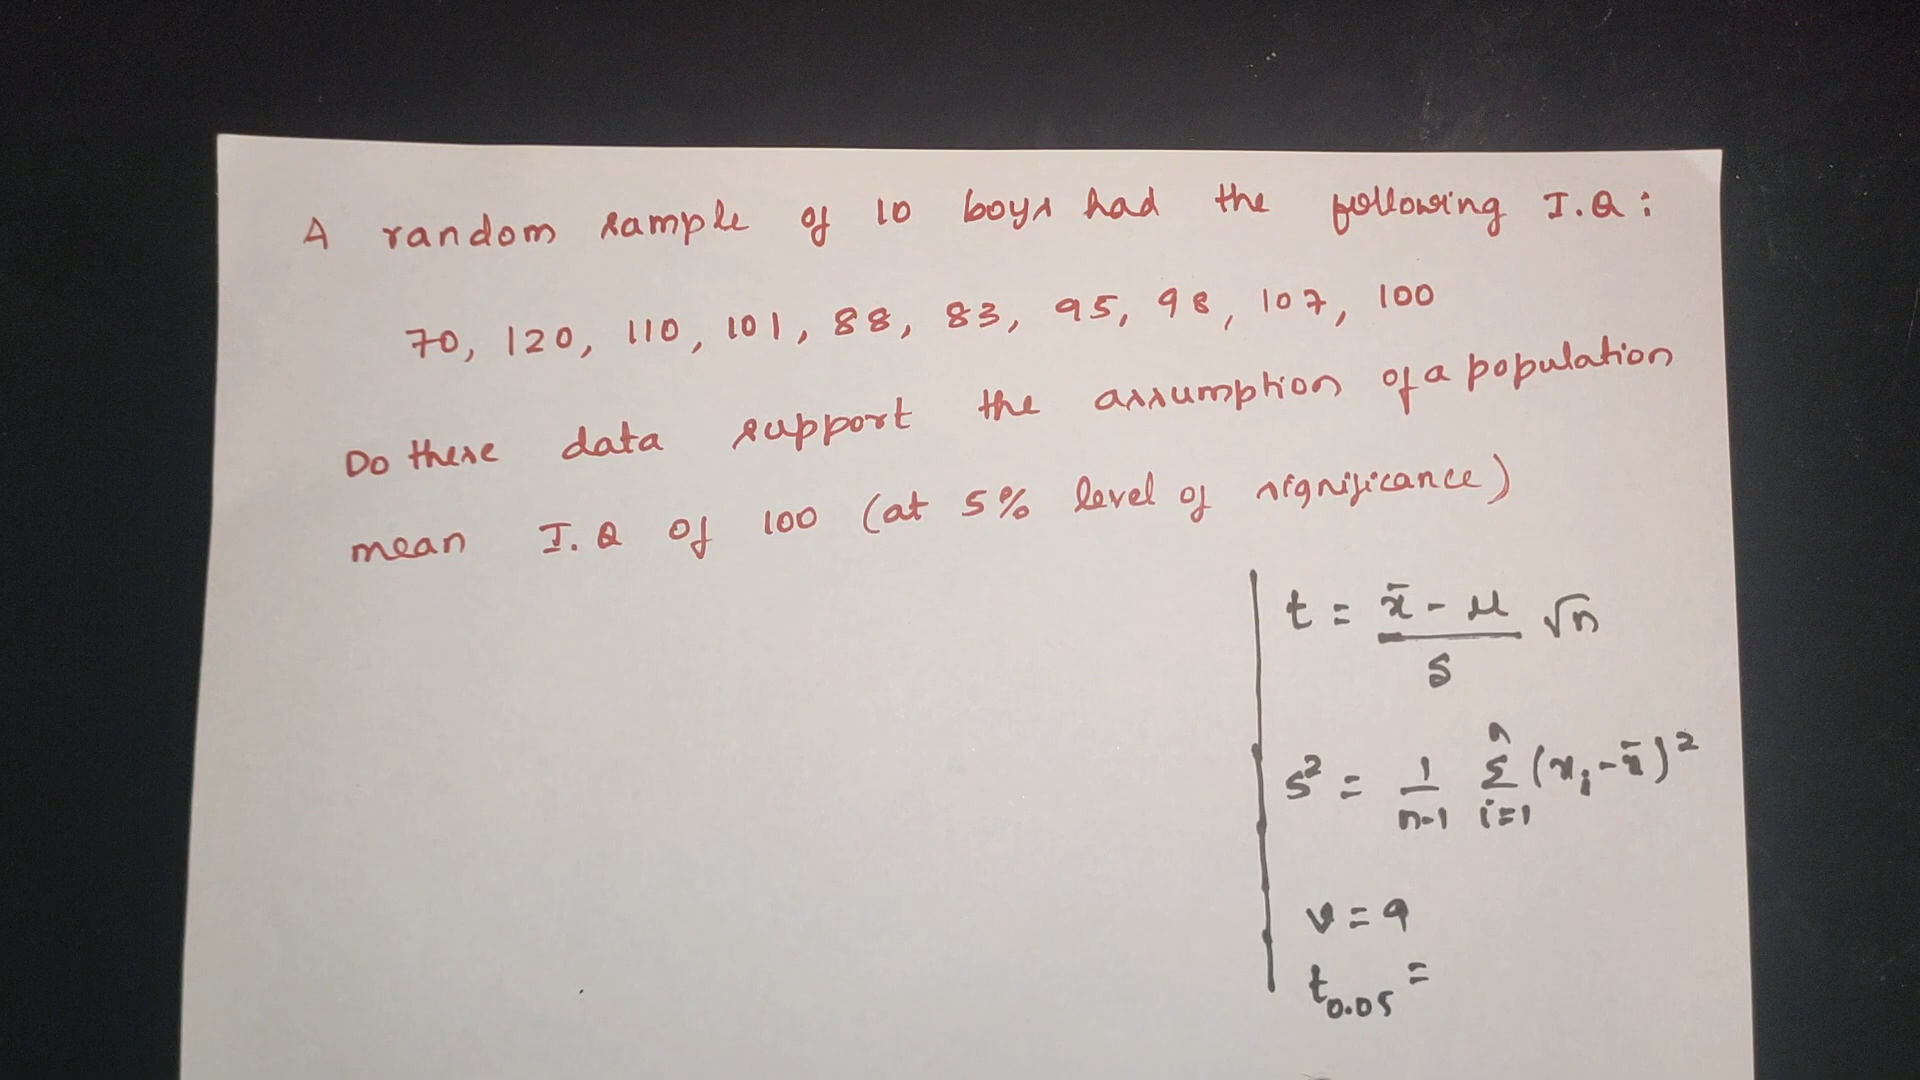 A random sample of 10 boys had the following I.Q:
70, 120, 110, 101, 88, 83, 95, 98, 107, 100
Do these data support the assumption of a population
mean I.Q of 100 (at 5% level of significance)
t = x̄ - μ / s √n
s² = 1/n-1 Σⁿᵢ₌₁ (xᵢ - x̄)²
ν = 9
t0.05 =